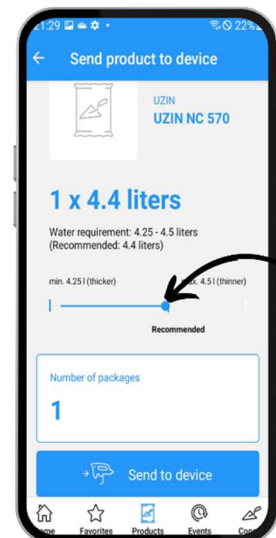 21:29 22%
Send product to device
UZIN
UZIN NC 570
1 x 4.4 liters
Water requirement: 4.25 - 4.5 liters
(Recommended: 4.4 liters)
min. 4.25 l (thicker) 4.5 l (thinner)
Recommended
Number of packages
1
Send to device
Favorites Products Events